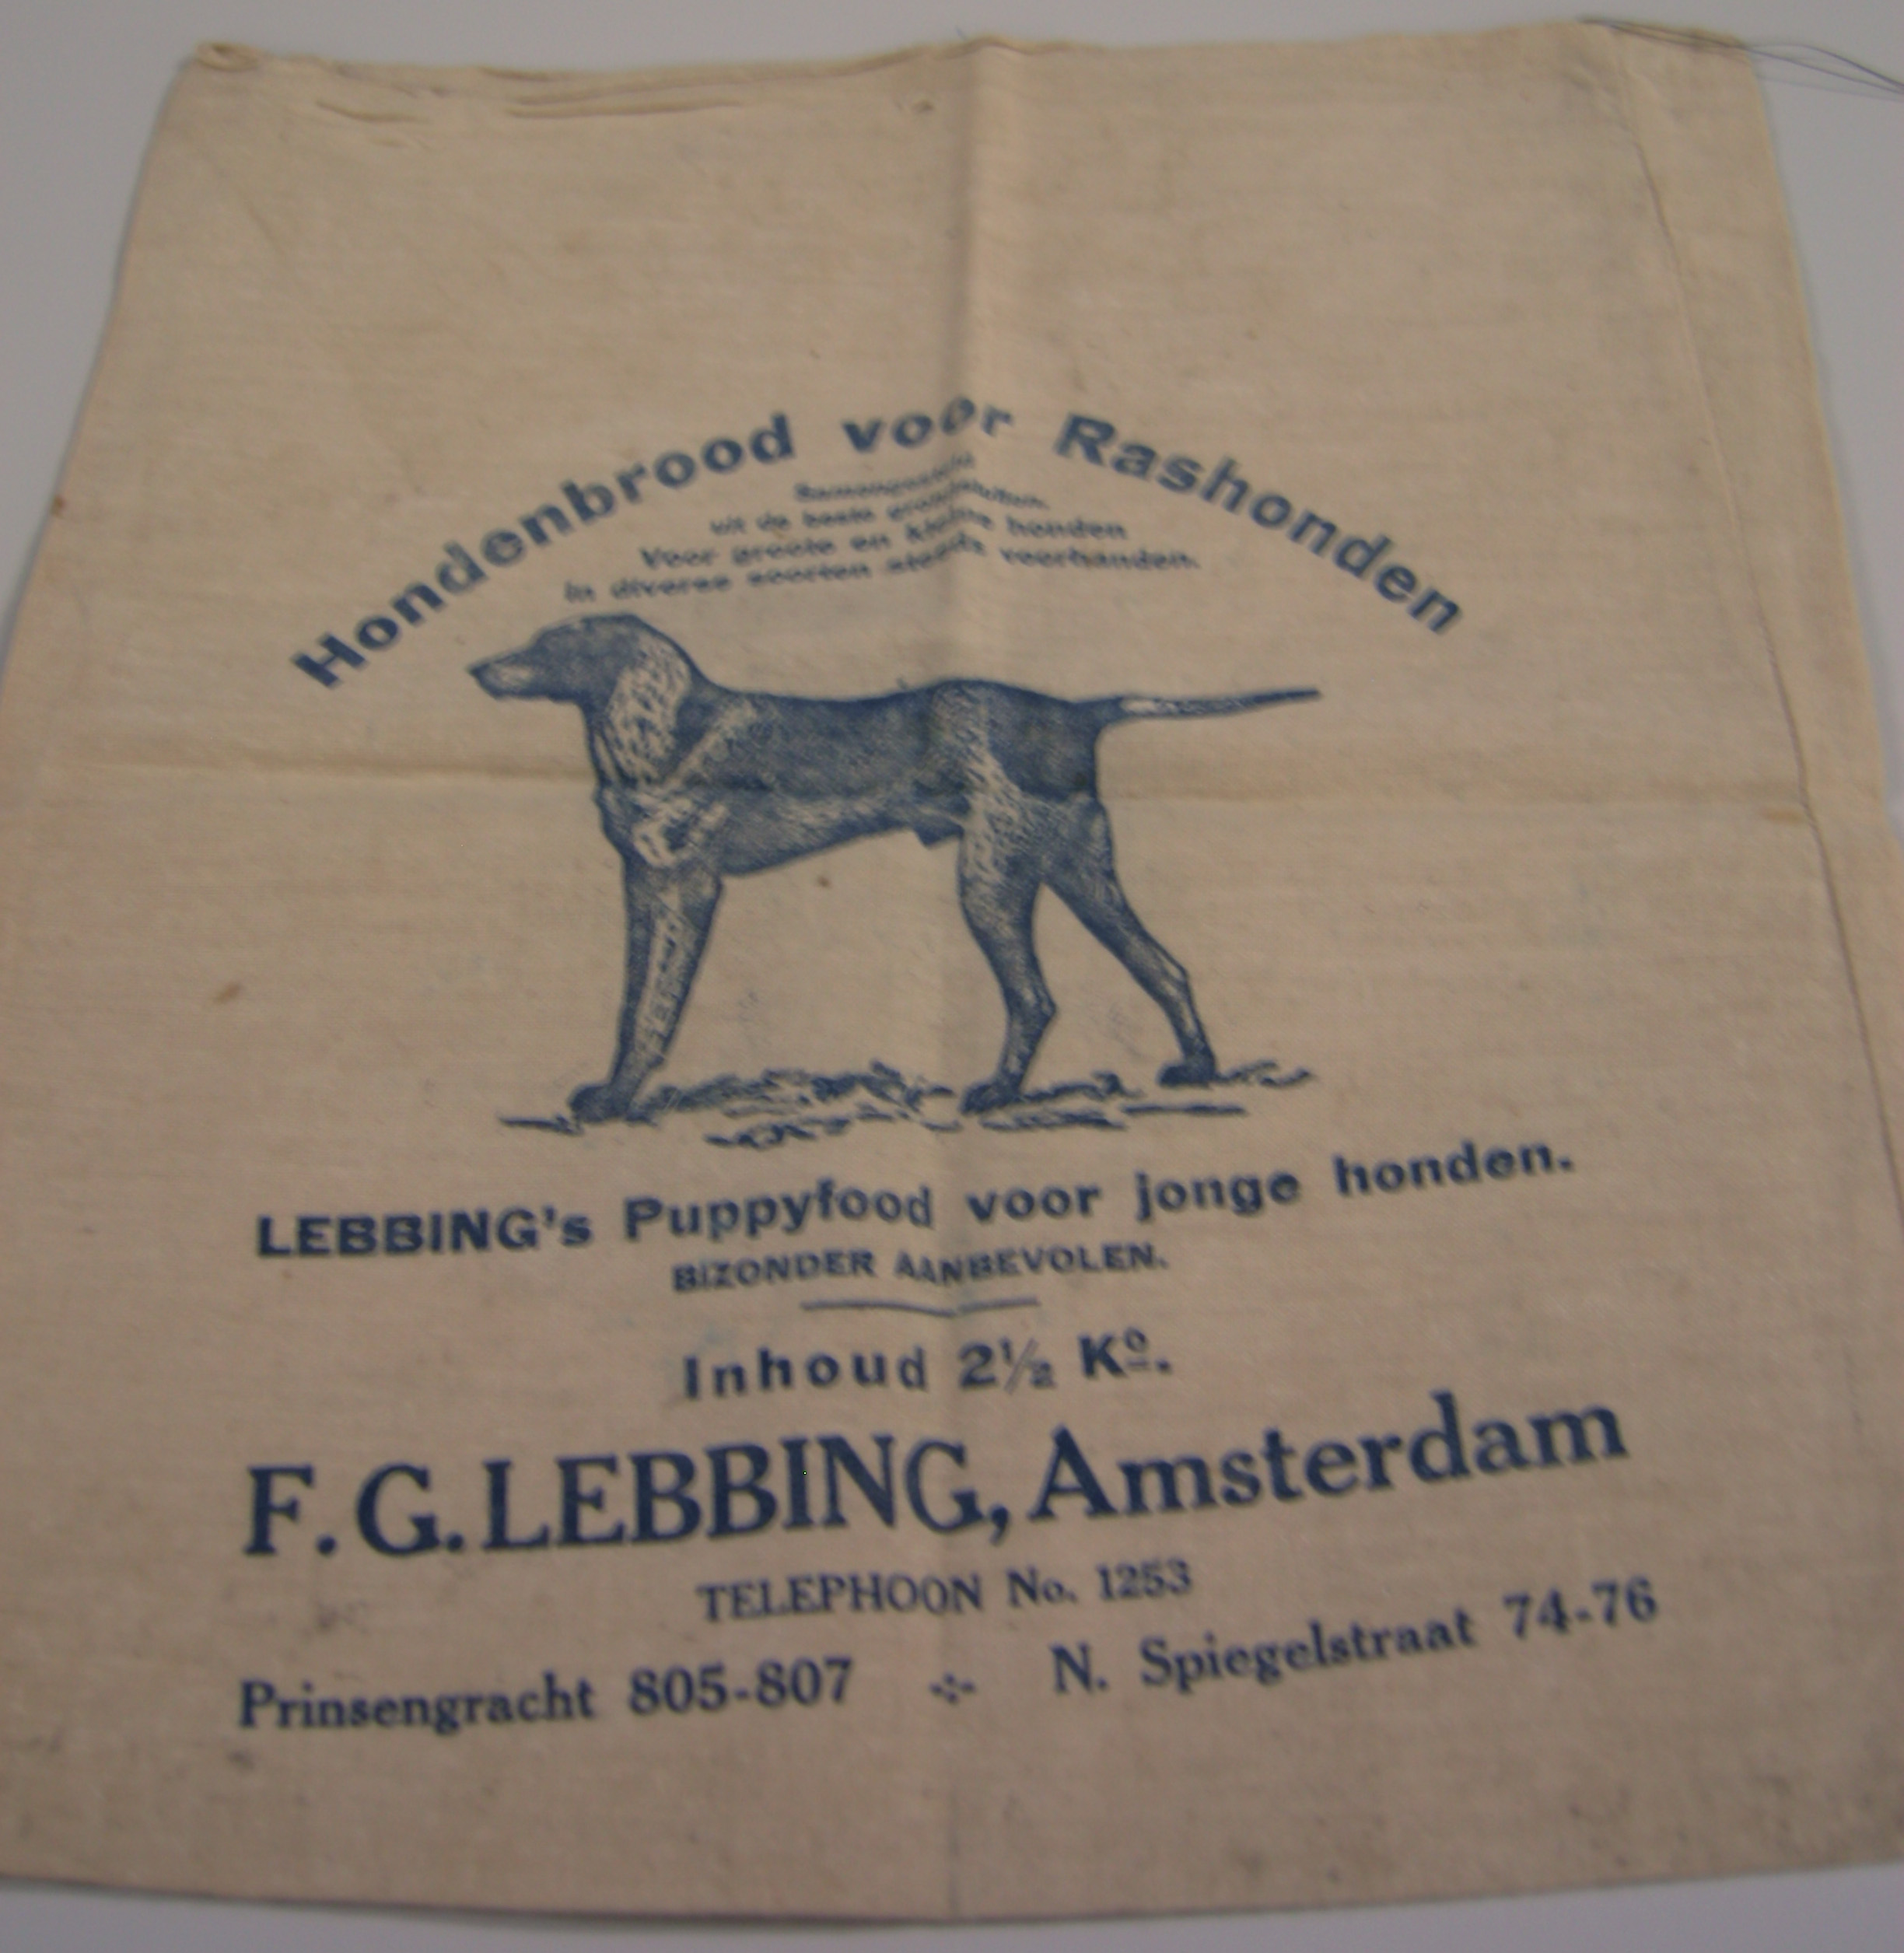 Hondenbrood voor Rashonden
Samengesteld
uit de beste grondstoffen.
Voor groote en kleine honden
in diverse soorten steeds voorhanden.
LEBBING's Puppyfood voor jonge honden.
BIZONDER AANBEVOLEN.
Inhoud 2½ Kº.
F. G. LEBBING, Amsterdam
TELEPHOON No. 1253
Prinsengracht 805-807 ÷ N. Spiegelstraat 74-76